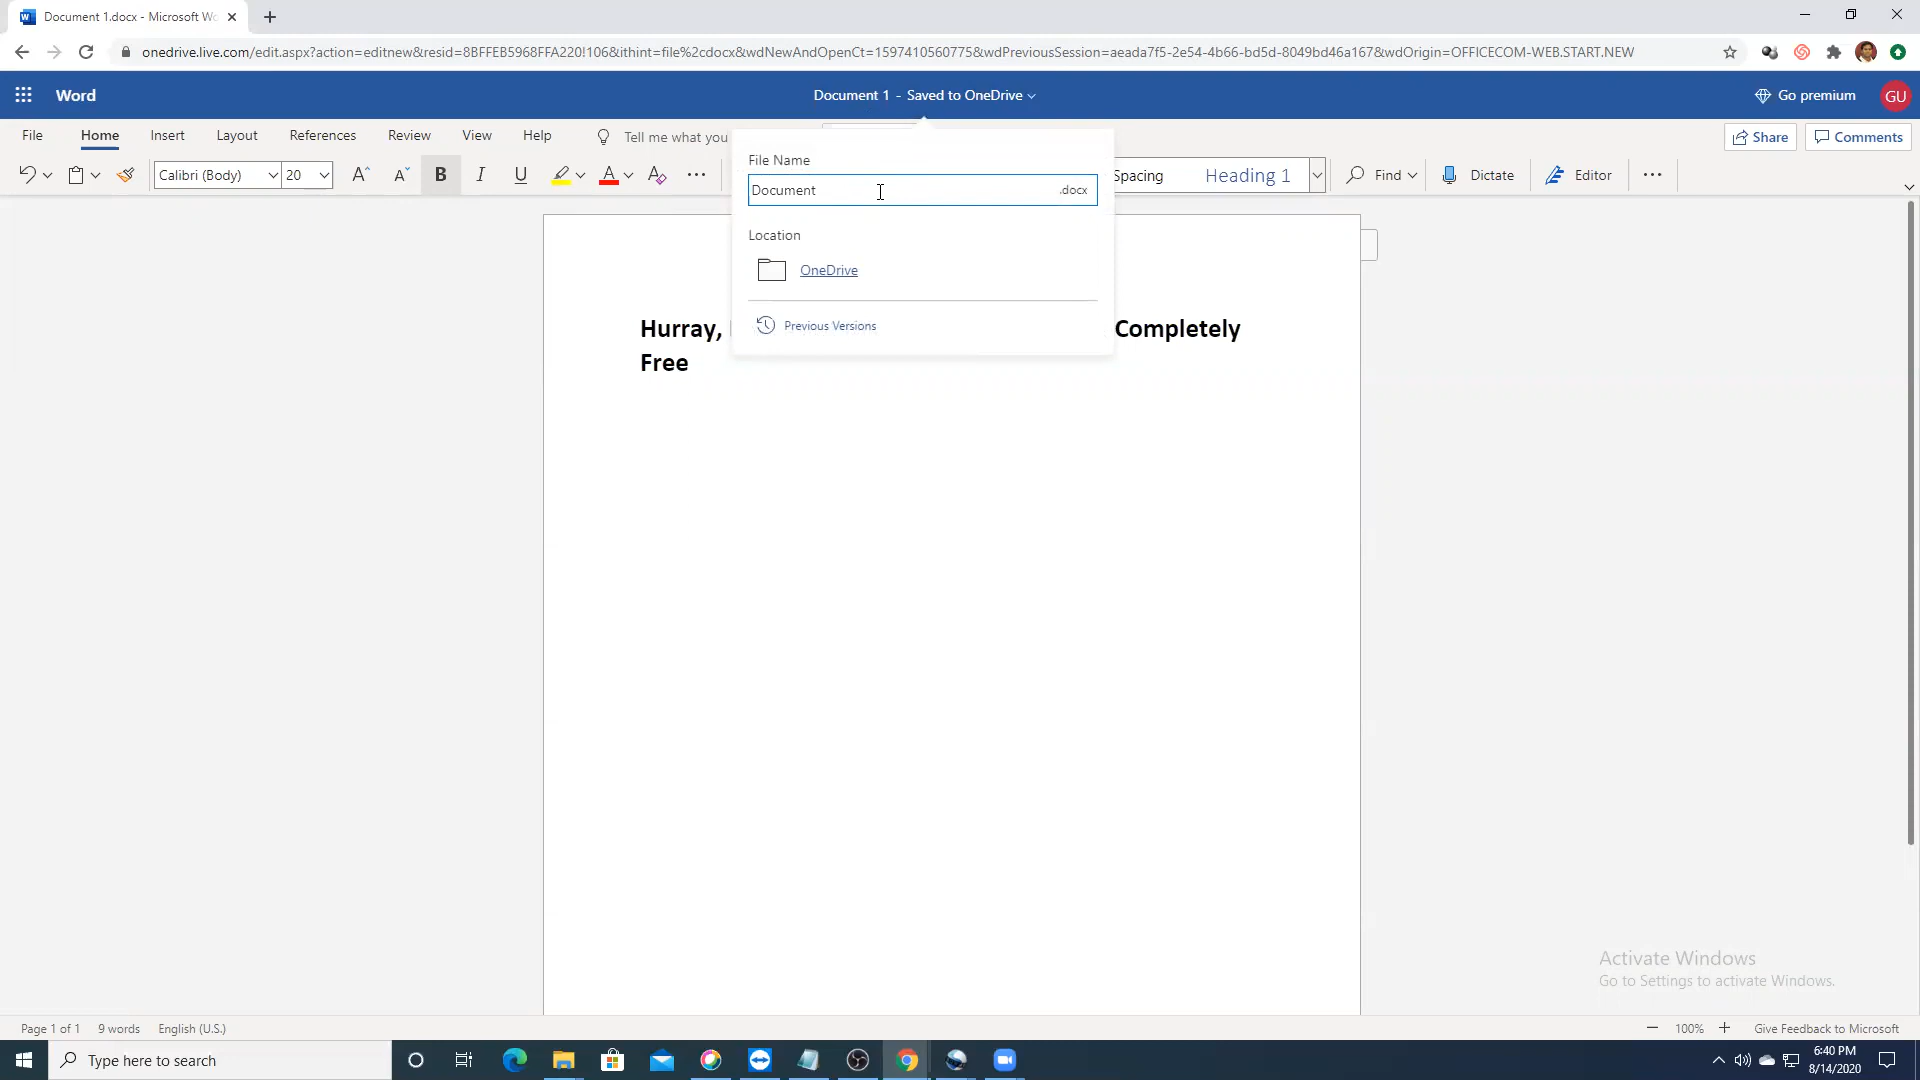 Document 1.docx - Microsoft Wo
onedrive.live.com/edit.aspx?action=editnew&resid=8BFFEB5968FFA220!106&ithint=file%2cdocx&wdNewAndOpenCt=1597410560775&wdPreviousSession=aeada7f5-2e54-4b66-bd5d-8049bd46a167&wdOrigin=OFFICECOM-WEB.START.NEW
Word
Document 1 - Saved to OneDrive
Go premium
GU
File Home Insert Layout References Review View Help Tell me what you
Share
Comments
Calibri (Body) 20
B I U
Spacing
Heading 1
Find
Dictate
Editor
File Name
Document .docx
Location
OneDrive
Previous Versions
Hurray, Completely
Free
Activate Windows
Go to Settings to activate Windows.
Page 1 of 1 9 words English (U.S.)
100% Give Feedback to Microsoft
Type here to search
6:40 PM
8/14/2020